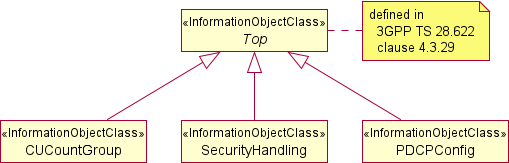 «InformationObjectClass»
Top
defined in
3GPP TS 28.622
clause 4.3.29
«InformationObjectClass»
CUCountGroup
«InformationObjectClass»
SecurityHandling
«InformationObjectClass»
PDCPConfig